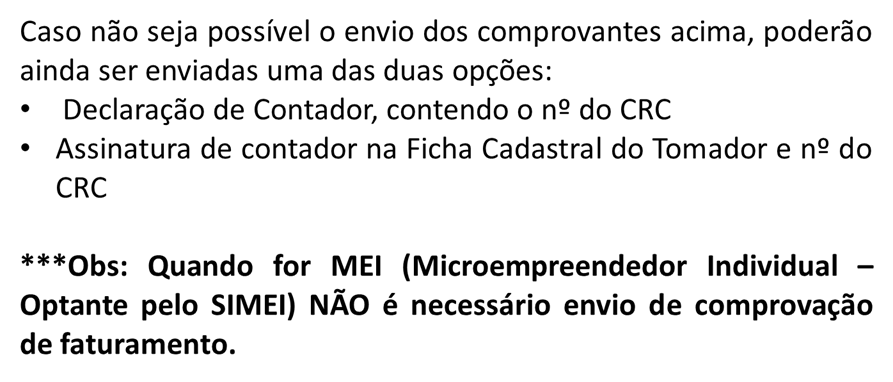 Caso não seja possível o envio dos comprovantes acima, poderão
ainda ser enviadas uma das duas opções:
• Declaração de Contador, contendo o nº do CRC
• Assinatura de contador na Ficha Cadastral do Tomador e nº do
CRC
***Obs: Quando for MEI (Microempreendedor Individual –
Optante pelo SIMEI) NÃO é necessário envio de comprovação
de faturamento.